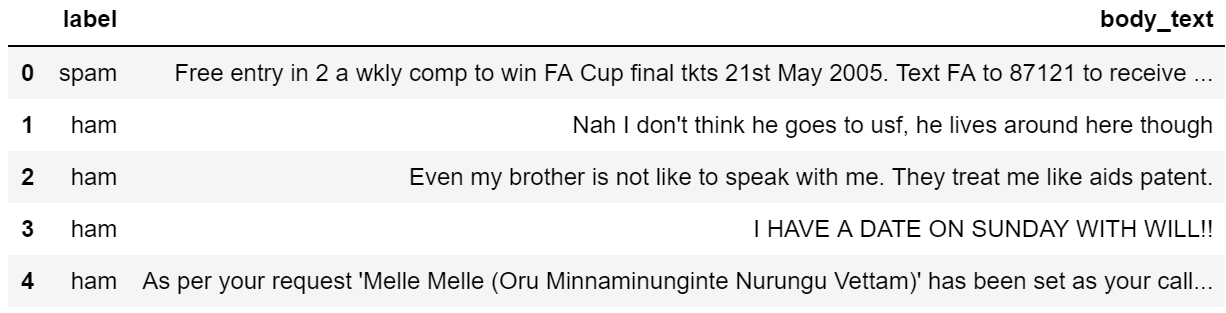 label body_text
0 spam Free entry in 2 a wkly comp to win FA Cup final tkts 21st May 2005. Text FA to 87121 to receive ...
1 ham Nah I don't think he goes to usf, he lives around here though
2 ham Even my brother is not like to speak with me. They treat me like aids patent.
3 ham I HAVE A DATE ON SUNDAY WITH WILL!!
4 ham As per your request 'Melle Melle (Oru Minnaminunginte Nurungu Vettam)' has been set as your call...